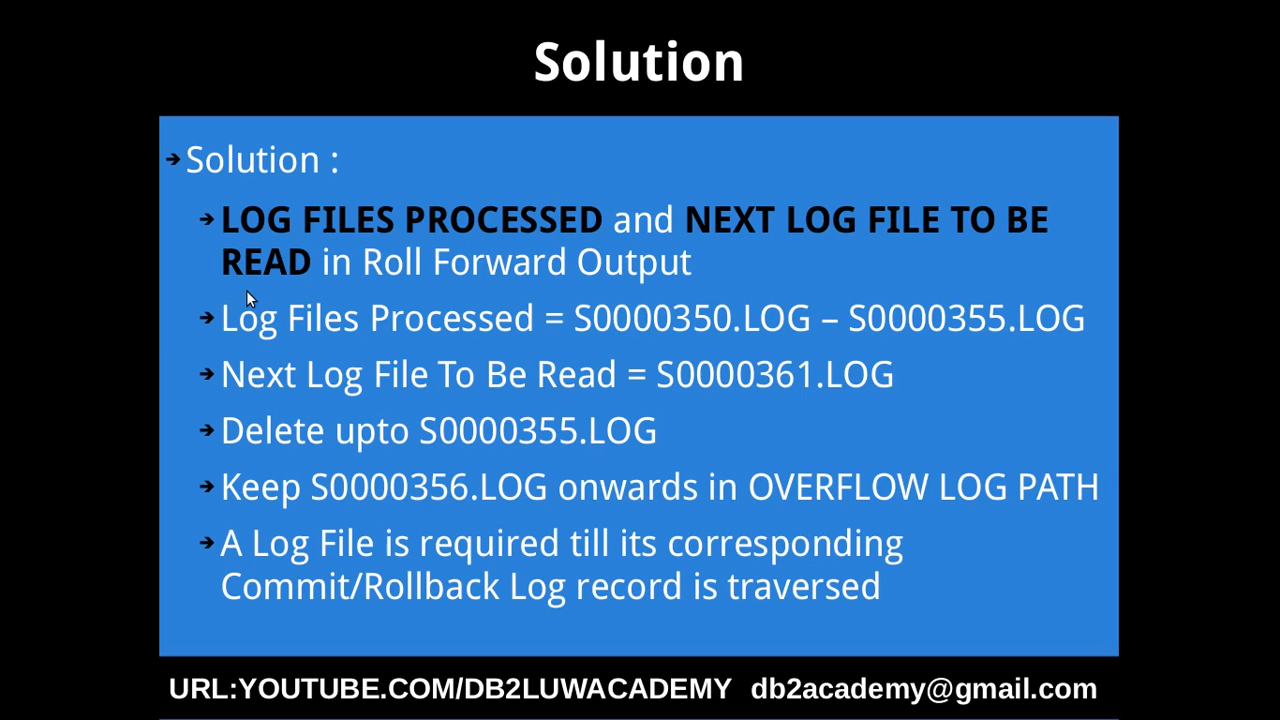 Solution
Solution :
LOG FILES PROCESSED and NEXT LOG FILE TO BE
READ in Roll Forward Output
Log Files Processed = S0000350.LOG – S0000355.LOG
Next Log File To Be Read = S0000361.LOG
Delete upto S0000355.LOG
Keep S0000356.LOG onwards in OVERFLOW LOG PATH
A Log File is required till its corresponding
Commit/Rollback Log record is traversed
URL:YOUTUBE.COM/DB2LUWACADEMY db2academy@gmail.com